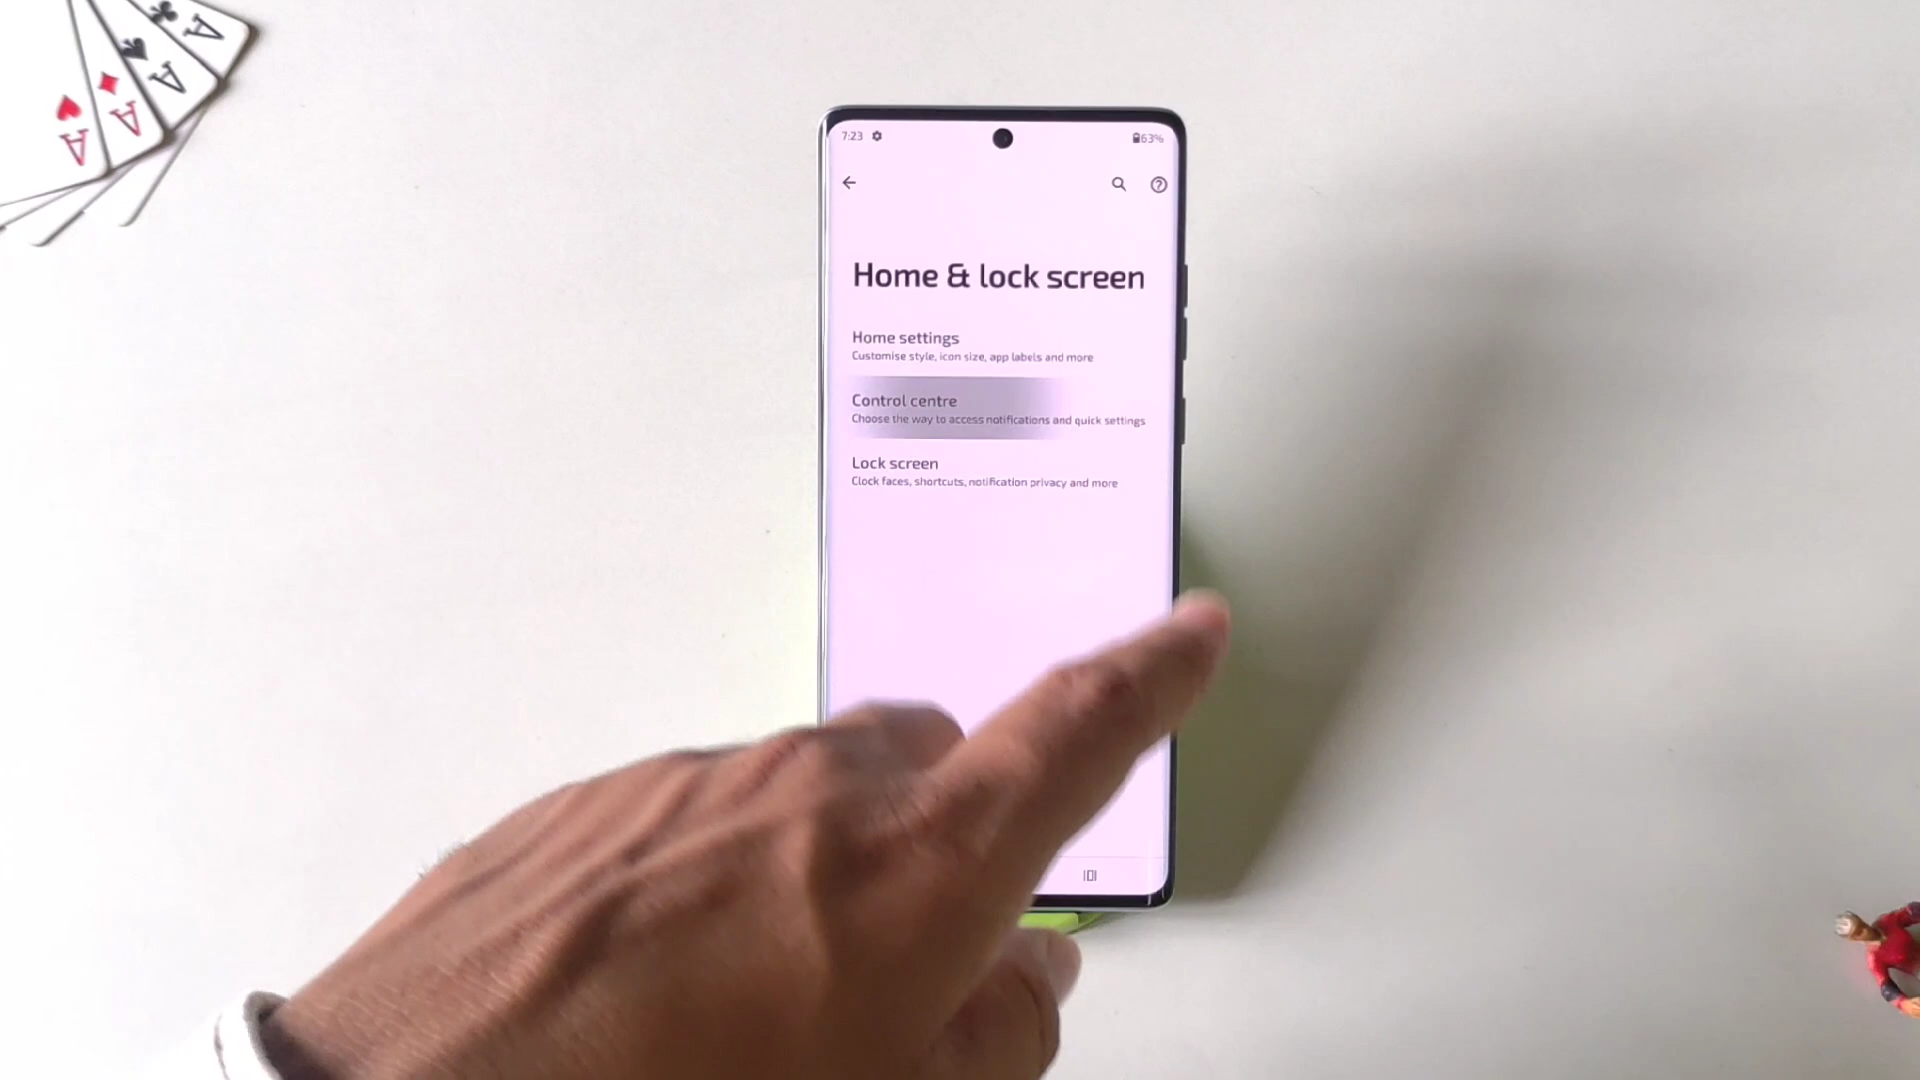 A
A
A
A
7:23
63%
Home & lock screen
Home settings
Customise style, icon size, app labels and more
Control centre
Choose the way to access notifications and quick settings
Lock screen
Clock faces, shortcuts, notification privacy and more